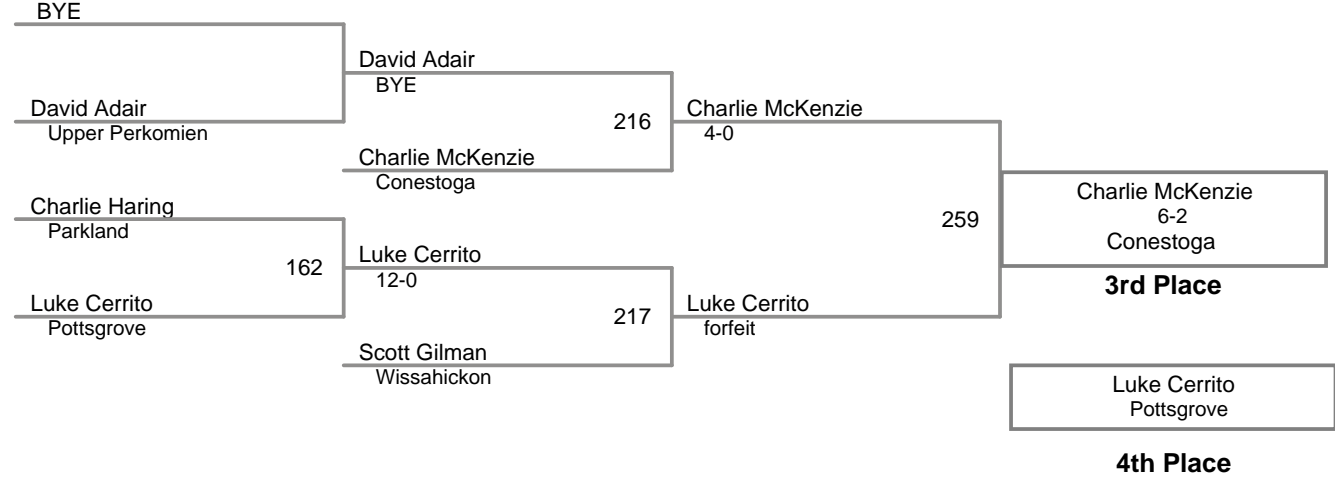 BYE
David Adair
BYE
David Adair
Upper Perkomien
216
Charlie McKenzie
4-0
Charlie McKenzie
Conestoga
Charlie Haring
Parkland
259
Charlie McKenzie
6-2
Conestoga
3rd Place
162
Luke Cerrito
12-0
Luke Cerrito
Pottsgrove
217
Luke Cerrito
forfeit
Scott Gilman
Wissahickon
Luke Cerrito
Pottsgrove
4th Place